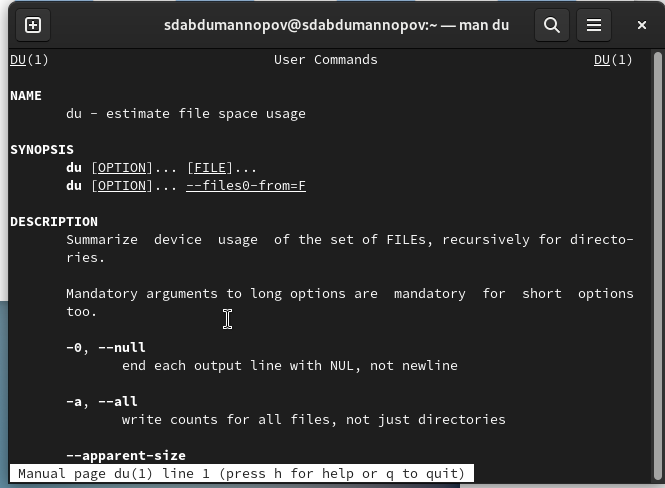 sdabdumannopov@sdabdumannopov:~ — man du
DU(1) User Commands DU(1)
NAME
du - estimate file space usage
SYNOPSIS
du [OPTION]... [FILE]...
du [OPTION]... --files0-from=F
DESCRIPTION
Summarize device usage of the set of FILEs, recursively for directo-
ries.
Mandatory arguments to long options are mandatory for short options
too.
-0, --null
end each output line with NUL, not newline
-a, --all
write counts for all files, not just directories
--apparent-size
Manual page du(1) line 1 (press h for help or q to quit)